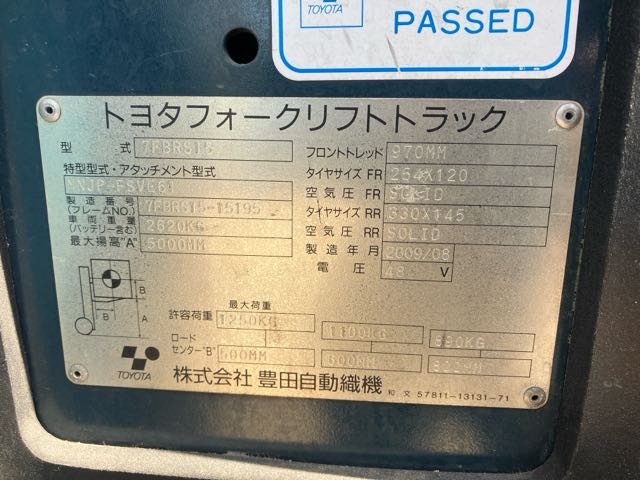 TOYOTA
PASSED
トヨタフォークリフトトラック
型式 7FBRS15
特型型式・アタッチメント型式
製造番号 (フレームNO.) 7FBRS15-15195
車両重量 (バッテリー含む) 2620KG
最大揚高"A" 6000MM
フロントトレッド 970MM
タイヤサイズ FR 254X120
空気圧 FR SOLID
タイヤサイズ RR 330X145
空気圧 RR SOLID
製造年月 2009/08
電圧 48 V
B
B
A
最大荷重
許容荷重 1250KG 1100KG 890KG
ロードセンター"B" 500MM 600MM
TOYOTA
株式会社 豊田自動織機
和文 57811-13131-71